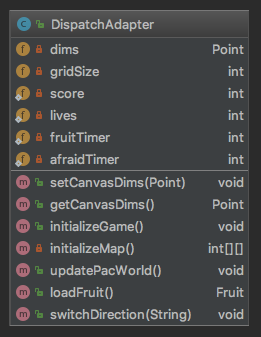 DispatchAdapter
dims Point
gridSize int
score int
lives int
fruitTimer int
afraidTimer int
setCanvasDims(Point) void
getCanvasDims() Point
initializeGame() void
initializeMap() int[][]
updatePacWorld() void
loadFruit() Fruit
switchDirection(String) void